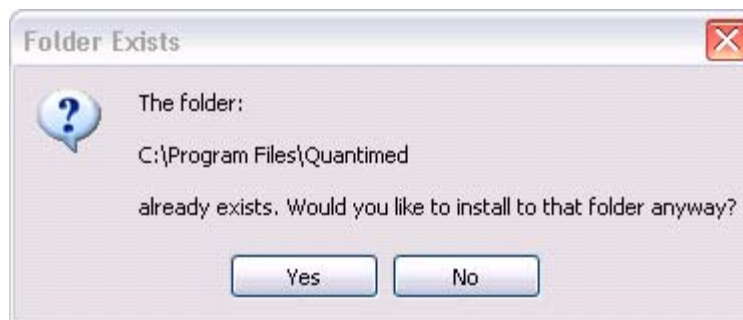 Folder Exists
The folder:
C:\Program Files\Quantimed
already exists. Would you like to install to that folder anyway?
Yes No